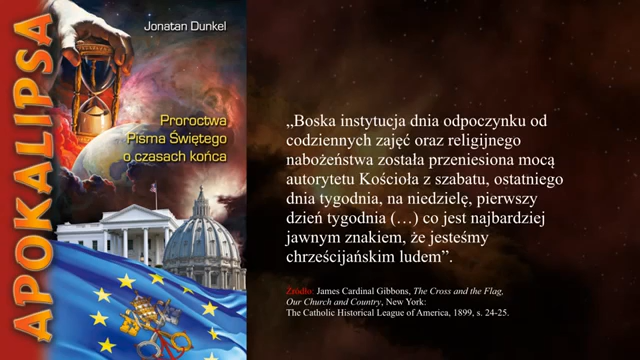 APOKALIPSA
Jonatan Dunkel
Proroctwa
Pisma Świętego
o czasach końca
„Boska instytucja dnia odpoczynku od
codziennych zajęć oraz religijnego
nabożeństwa została przeniesiona mocą
autorytetu Kościoła z szabatu, ostatniego
dnia tygodnia, na niedzielę, pierwszy
dzień tygodnia (…) co jest najbardziej
jawnym znakiem, że jesteśmy
chrześcijańskim ludem”.
Źródło: James Cardinal Gibbons, The Cross and the Flag,
Our Church and Country, New York:
The Catholic Historical League of America, 1899, s. 24-25.